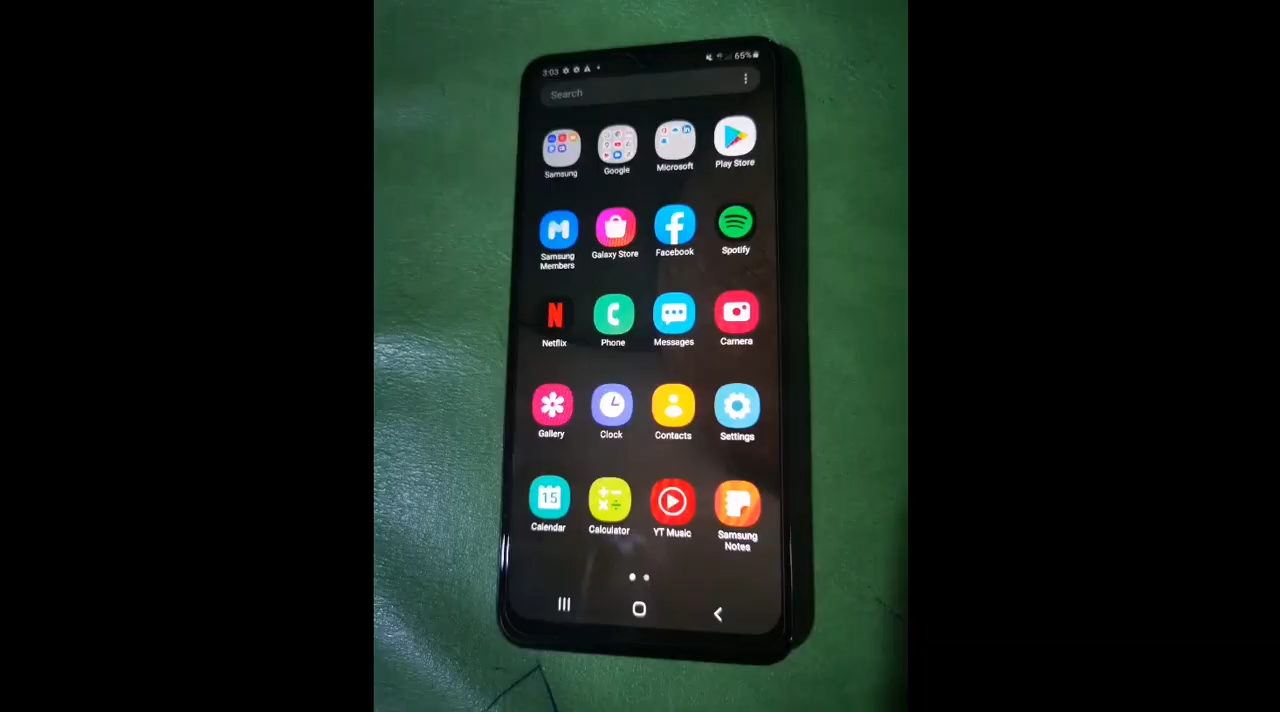 3:03
65%
Search
Samsung
Google
Microsoft
Play Store
Samsung
Members
Galaxy Store
Facebook
Spotify
N
Netflix
Phone
Messages
Camera
Gallery
Clock
Contacts
Settings
15
Calendar
Calculator
YT Music
Samsung
Notes